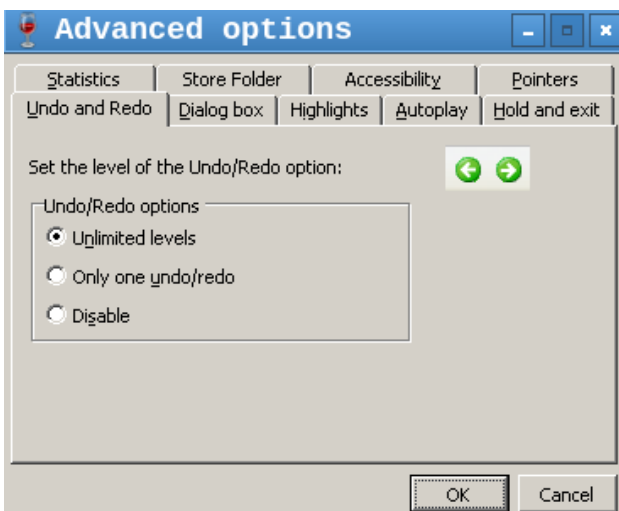 Advanced options
Statistics Store Folder Accessibility Pointers
Undo and Redo Dialog box Highlights Autoplay Hold and exit
Set the level of the Undo/Redo option:
Undo/Redo options
Unlimited levels
Only one undo/redo
Disable
OK Cancel